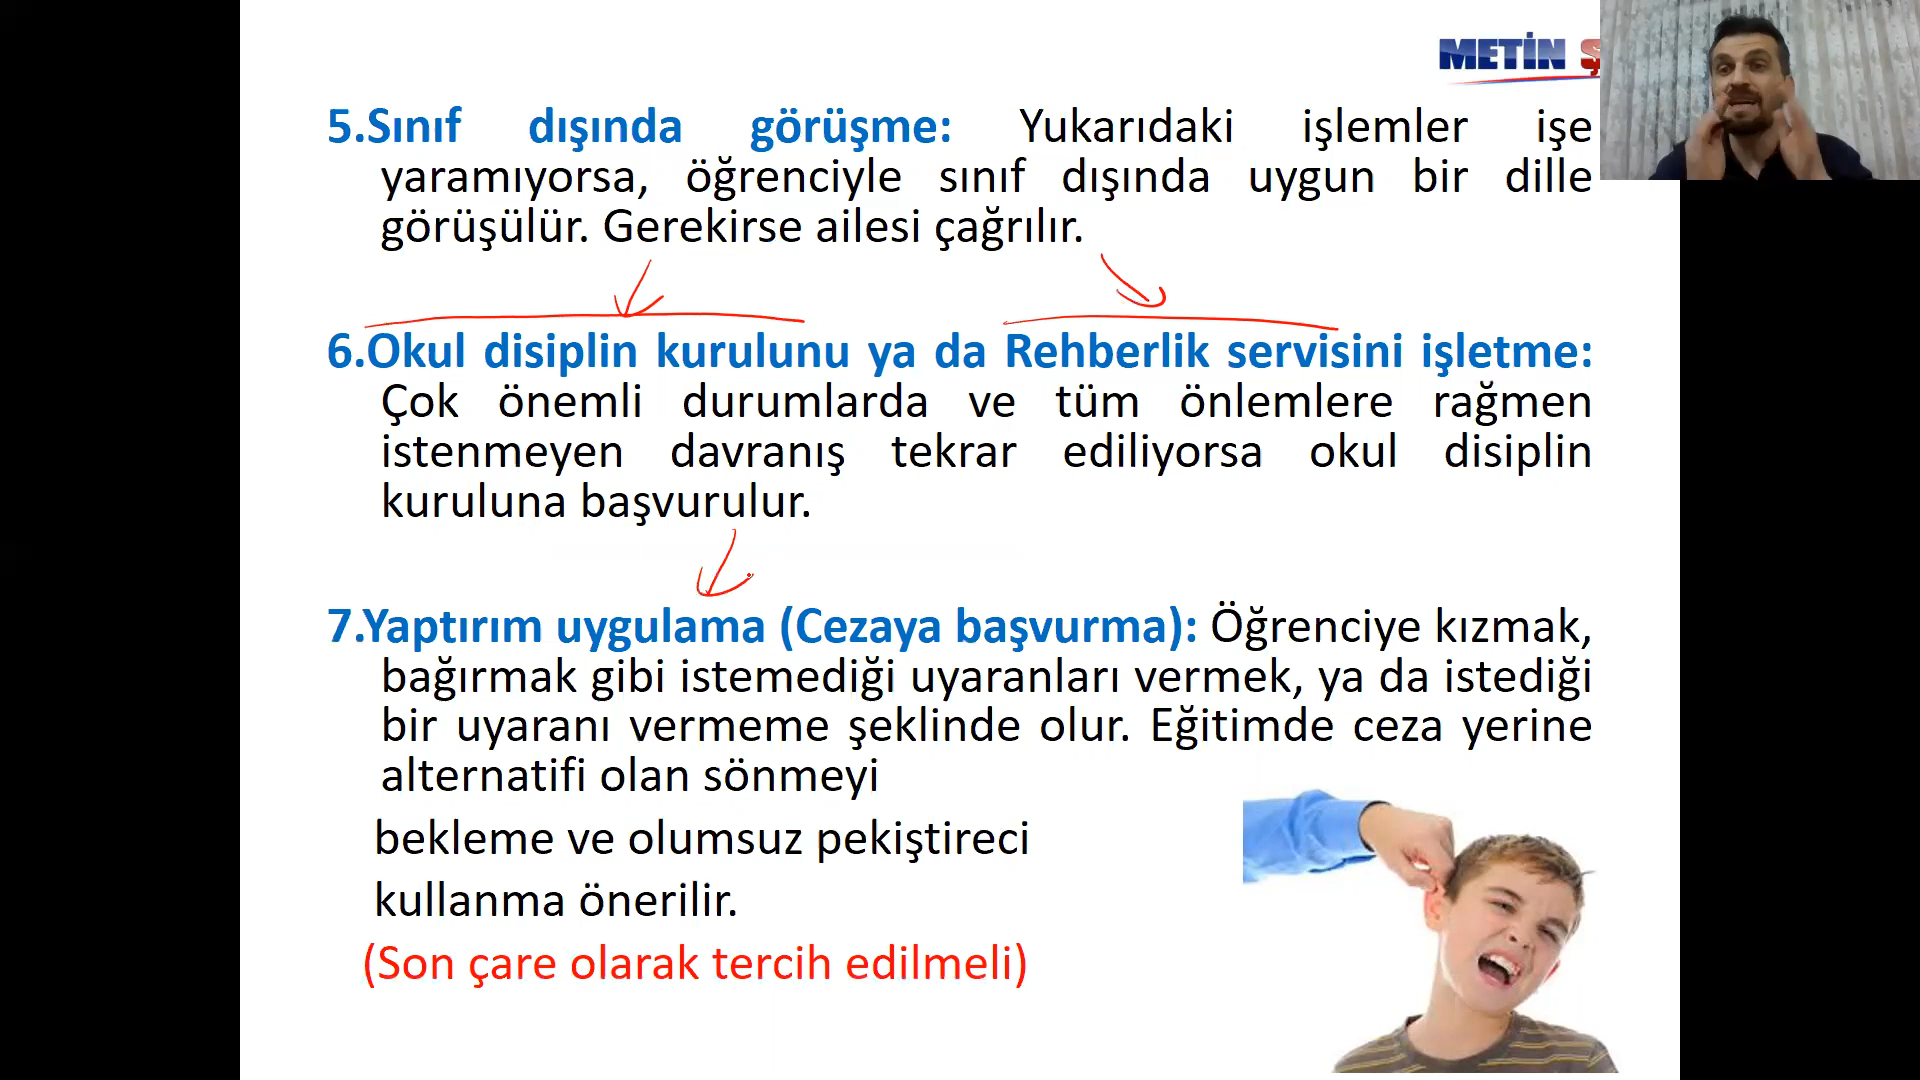 METİN Ş
5.Sınıf dışında görüşme: Yukarıdaki işlemler işe
yaramıyorsa, öğrenciyle sınıf dışında uygun bir dille
görüşülür. Gerekirse ailesi çağrılır.
6.Okul disiplin kurulunu ya da Rehberlik servisini işletme:
Çok önemli durumlarda ve tüm önlemlere rağmen
istenmeyen davranış tekrar ediliyorsa okul disiplin
kuruluna başvurulur.
7.Yaptırım uygulama (Cezaya başvurma): Öğrenciye kızmak,
bağırmak gibi istemediği uyaranları vermek, ya da istediği
bir uyaranı vermeme şeklinde olur. Eğitimde ceza yerine
alternatifi olan sönmeyi
bekleme ve olumsuz pekiştireci
kullanma önerilir.
(Son çare olarak tercih edilmeli)